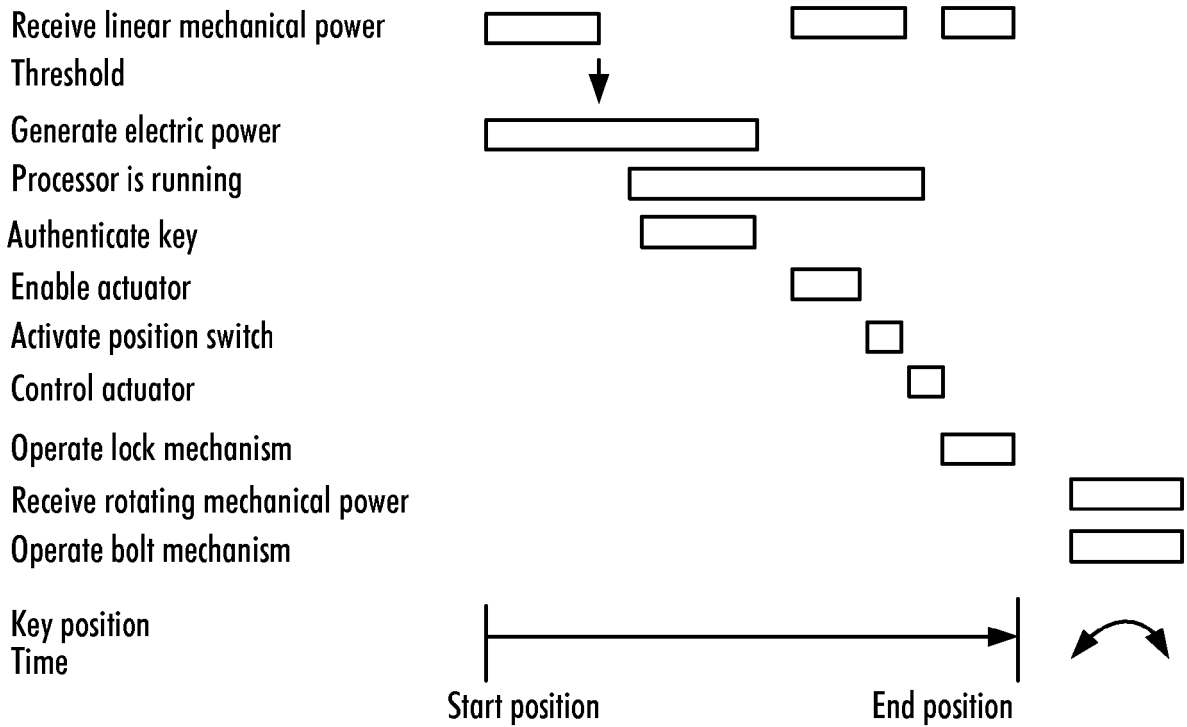 Receive linear mechanical power
Threshold
Generate electric power
Processor is running
Authenticate key
Enable actuator
Activate position switch
Control actuator
Operate lock mechanism
Receive rotating mechanical power
Operate bolt mechanism
Key position
Time
Start position
End position